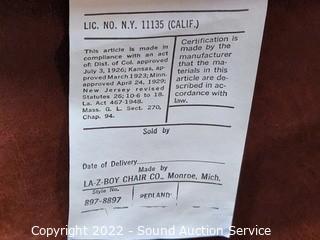 LIC. NO. N.Y. 11135 (CALIF.)
This article is made in
compliance with an act
of: Dist. of Col. approved
July 3, 1926; Kansas, ap-
proved March 1923; Minn.
approved April 24, 1929;
New Jersey revised
Statutes 26; 10-6 to 18.
La. Act 467-1948.
Mass. G. L. Sect. 270,
Chap. 94.
Certification is
made by the
manufacturer
that the ma-
terials in this
article are de-
scribed in ac-
cordance with
law.
Sold by
Date of Delivery
Made by
LA-Z-BOY CHAIR CO., Monroe, Mich.
Style No.
897-8897
REDLAND
Copyright 2022 - Sound Auction Service